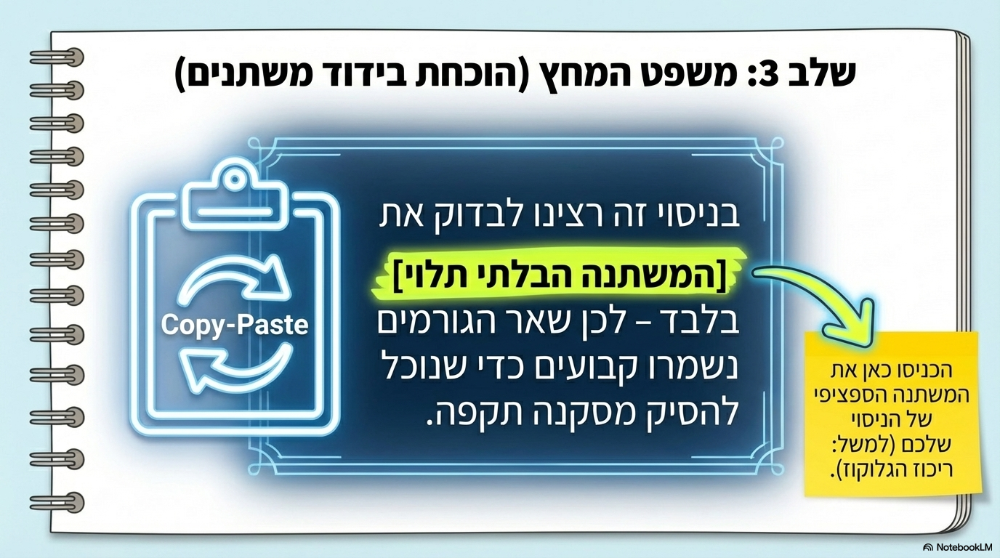 שלב 3: משפט המחץ (הוכחת בידוד משתנים)
בניסוי זה רצינו לבדוק את
[המשתנה הבלתי תלוי]
בלבד – לכן שאר הגורמים
נשמרו קבועים כדי שנוכל
להסיק מסקנה תקפה.
Copy-Paste
הכניסו כאן את
המשתנה הספציפי
של הניסוי
שלכם (למשל:
ריכוז הגלוקוז).
NotebookLM